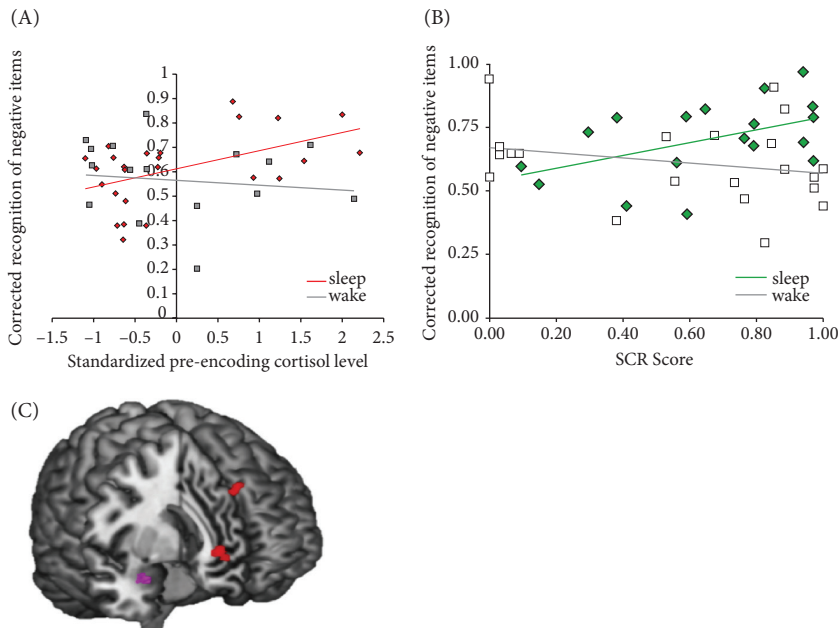 (A)
Corrected recognition of negative items
1
0.9
0.8
0.7
0.6
0.5
0.4
0.3
0.2
0.1
0
−1.5 −1 −0.5 0 0.5 1 1.5 2 2.5
Standardized pre-encoding cortisol level
sleep
wake
(B)
Corrected recognition of negative items
1.00
0.75
0.50
0.25
0.00
0.00 0.20 0.40 0.60 0.80 1.00
SCR Score
sleep
wake
(C)